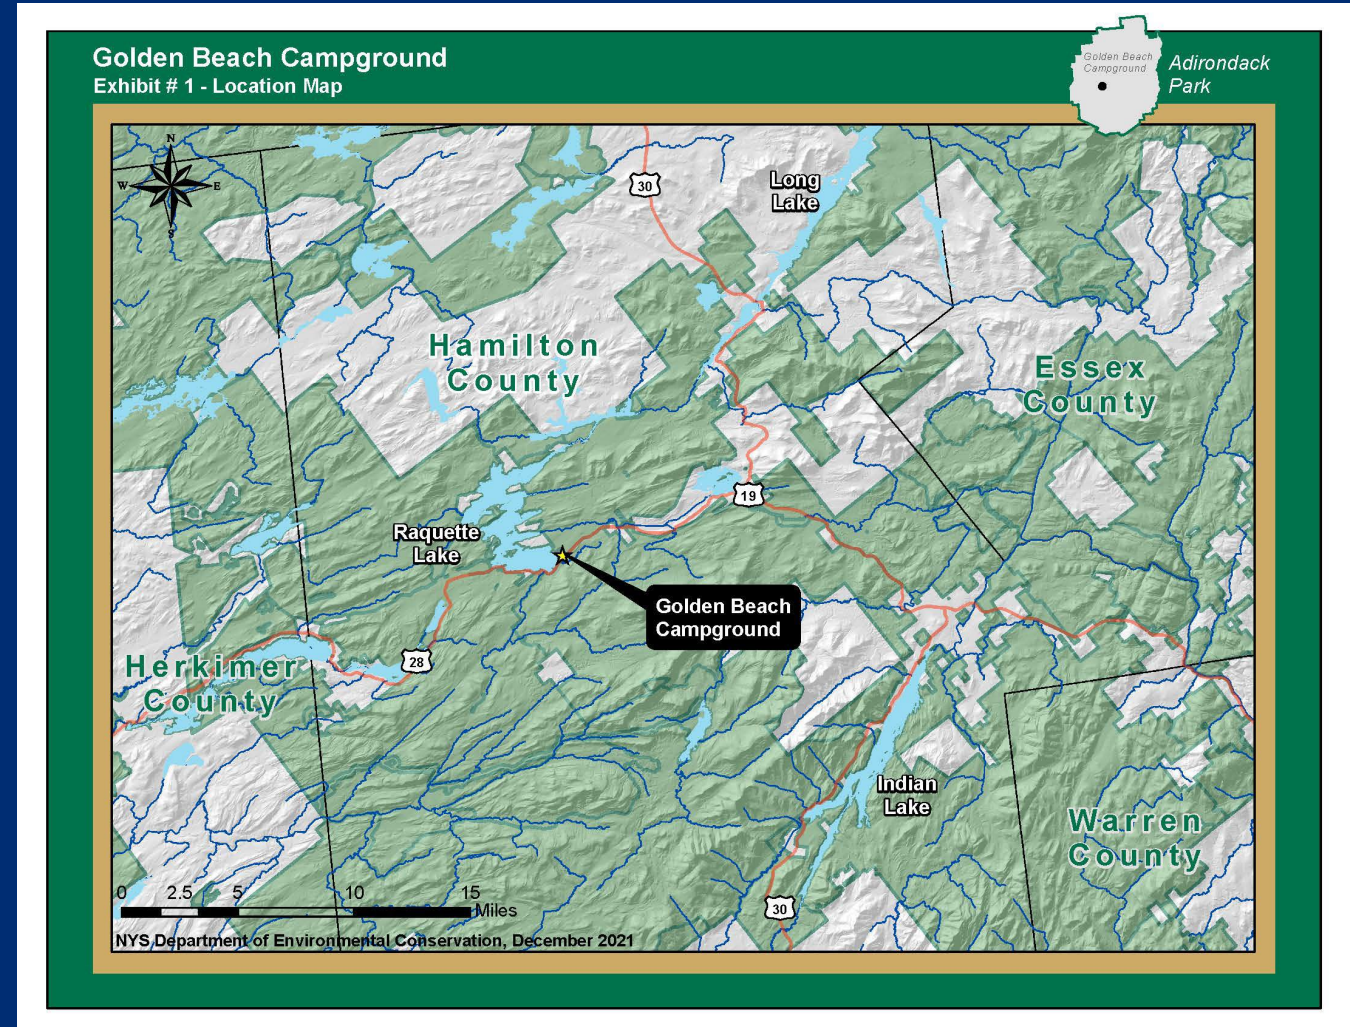 Golden Beach Campground
Exhibit # 1 - Location Map
Golden Beach
Campground
Adirondack
Park
N
W
E
S
30
Long
Lake
Hamilton
County
Essex
County
19
Raquette
Lake
Golden Beach
Campground
28
Herkimer
County
Indian
Lake
Warren
County
0 2.5 5 10 15
Miles
30
NYS Department of Environmental Conservation, December 2021